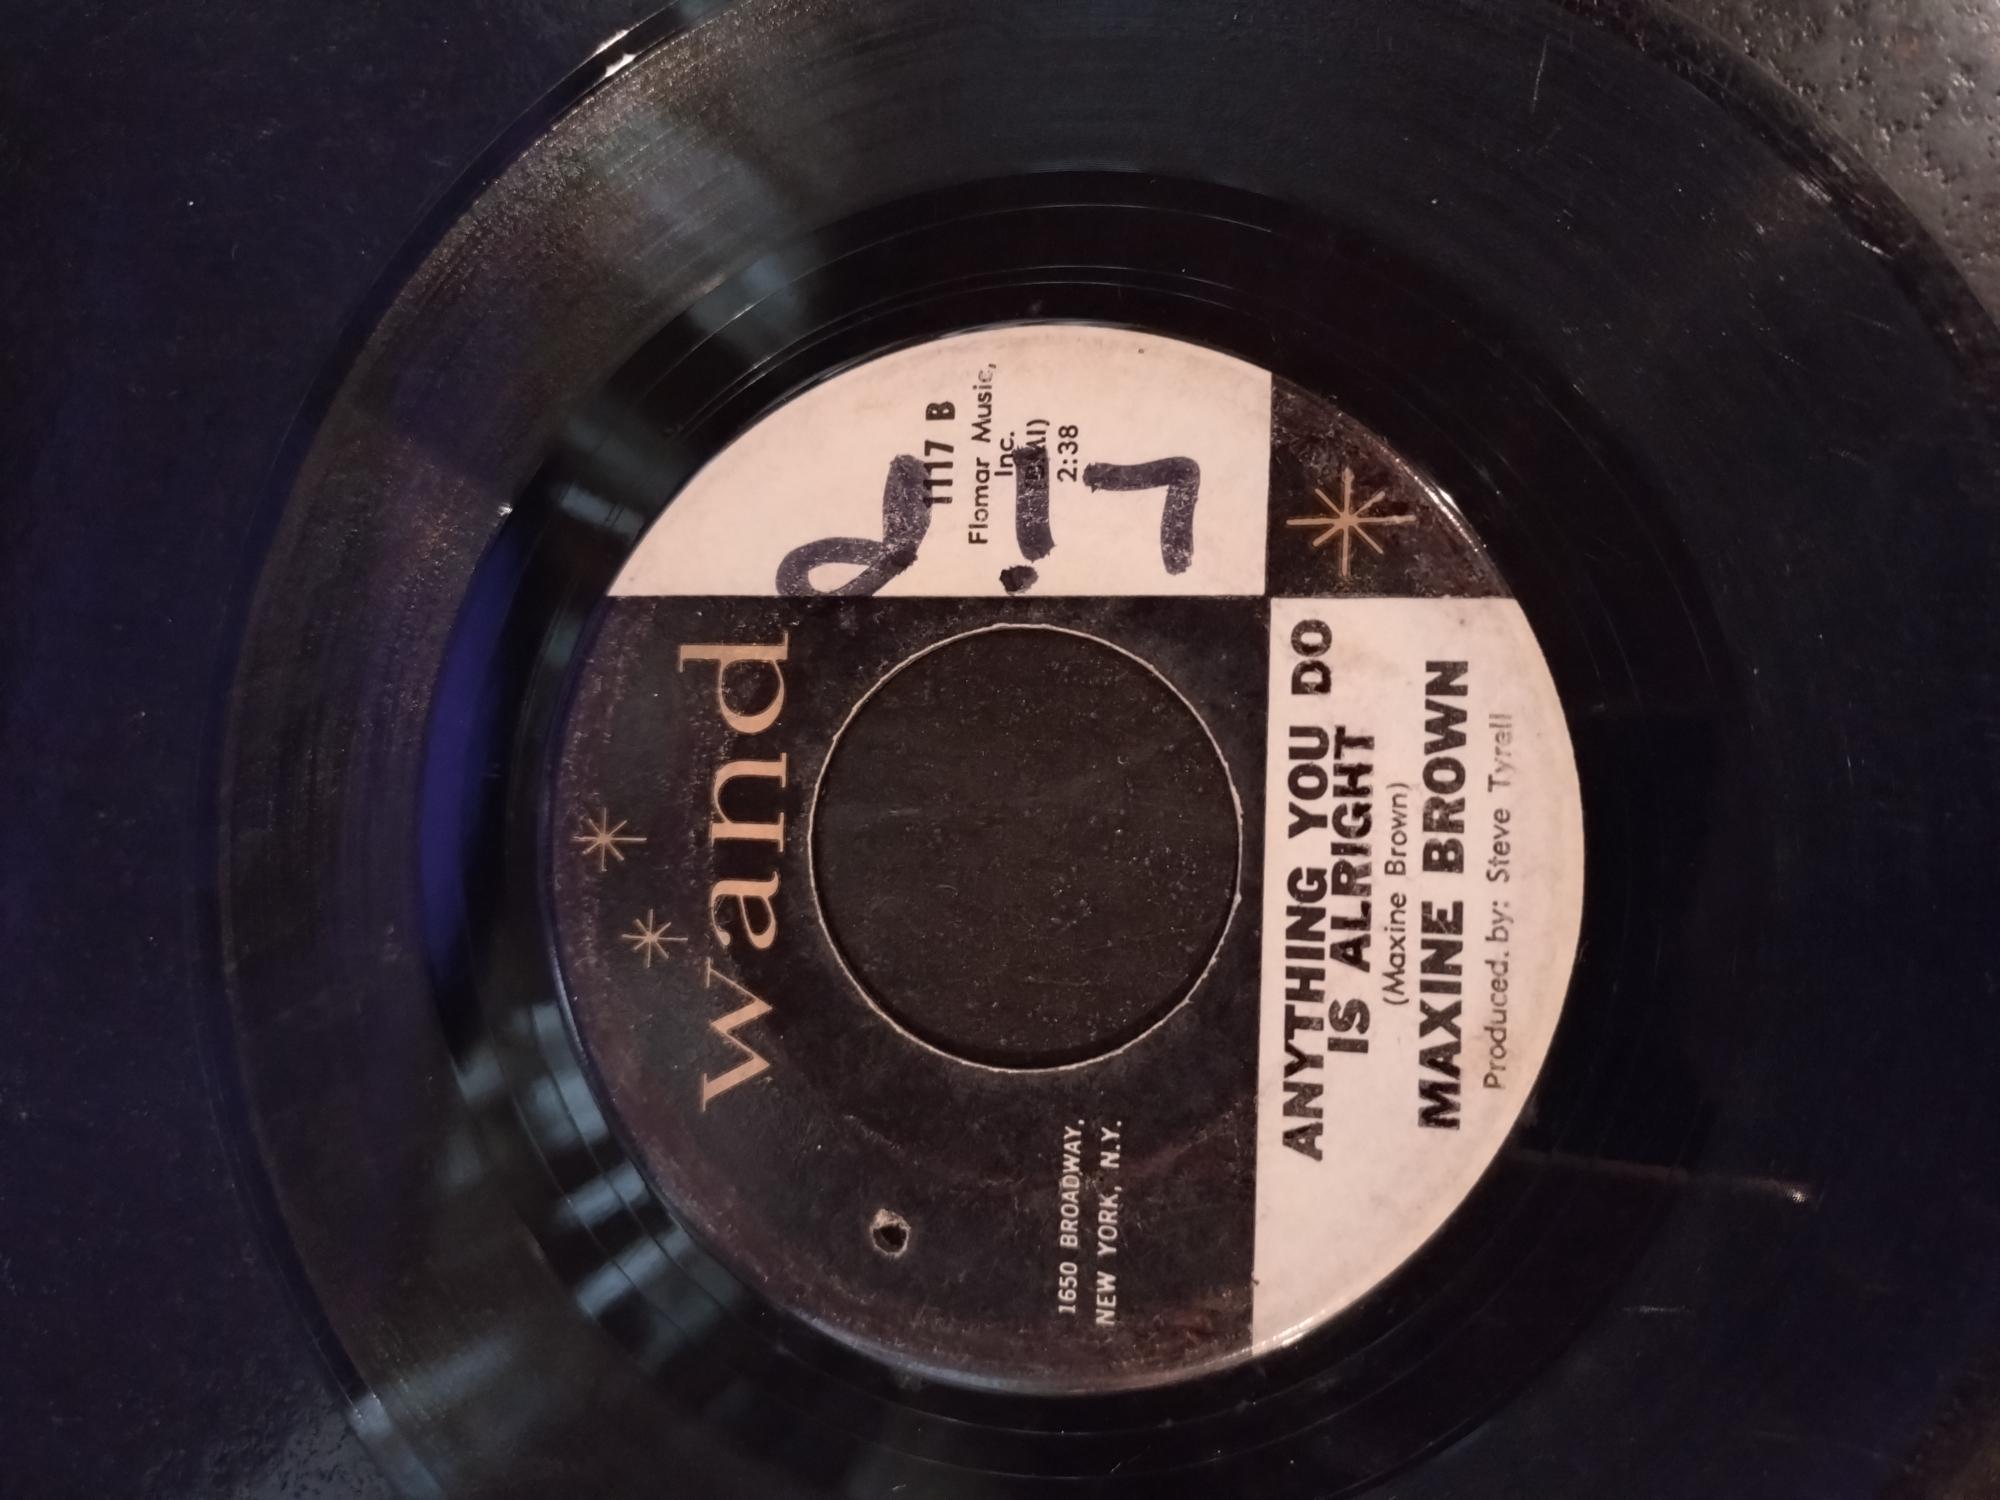 wand
1650 BROADWAY,
NEW YORK, N.Y.
1117 B
Flomar Music,
Inc.
2:38
ANYTHING YOU DO
IS ALRIGHT
(Maxine Brown)
MAXINE BROWN
Produced. by: Steve Tyrell